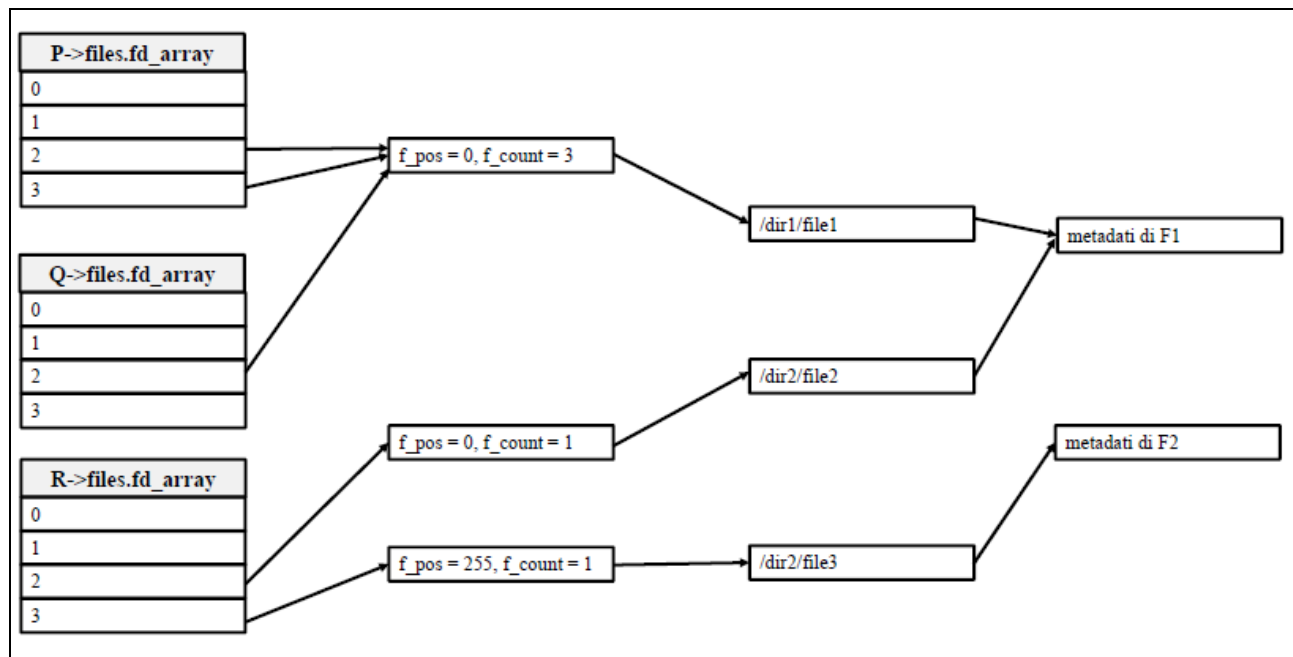 P->files.fd_array
0
1
2
3
Q->files.fd_array
0
1
2
3
R->files.fd_array
0
1
2
3
f_pos = 0, f_count = 3
f_pos = 0, f_count = 1
f_pos = 255, f_count = 1
/dir1/file1
/dir2/file2
/dir2/file3
metadati di F1
metadati di F2